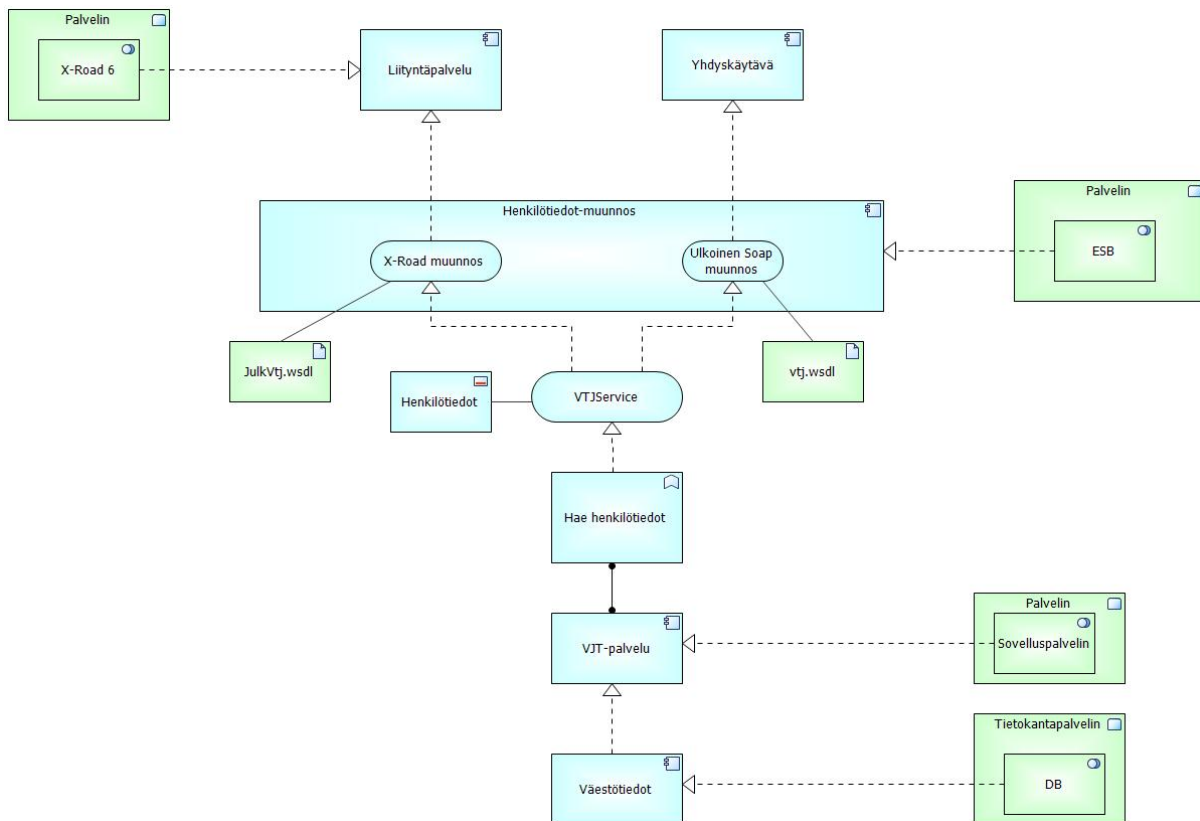 Palvelin
X-Road 6
Liityntäpalvelu
Yhdyskäytävä
Henkilötiedot-muunnos
Palvelin
X-Road muunnos
Ulkoinen Soap
muunnos
ESB
JulkVtj.wsdl
vtj.wsdl
Henkilötiedot
VTJService
Hae henkilötiedot
Palvelin
VJT-palvelu
Sovelluspalvelin
Tietokantapalvelin
Väestötiedot
DB